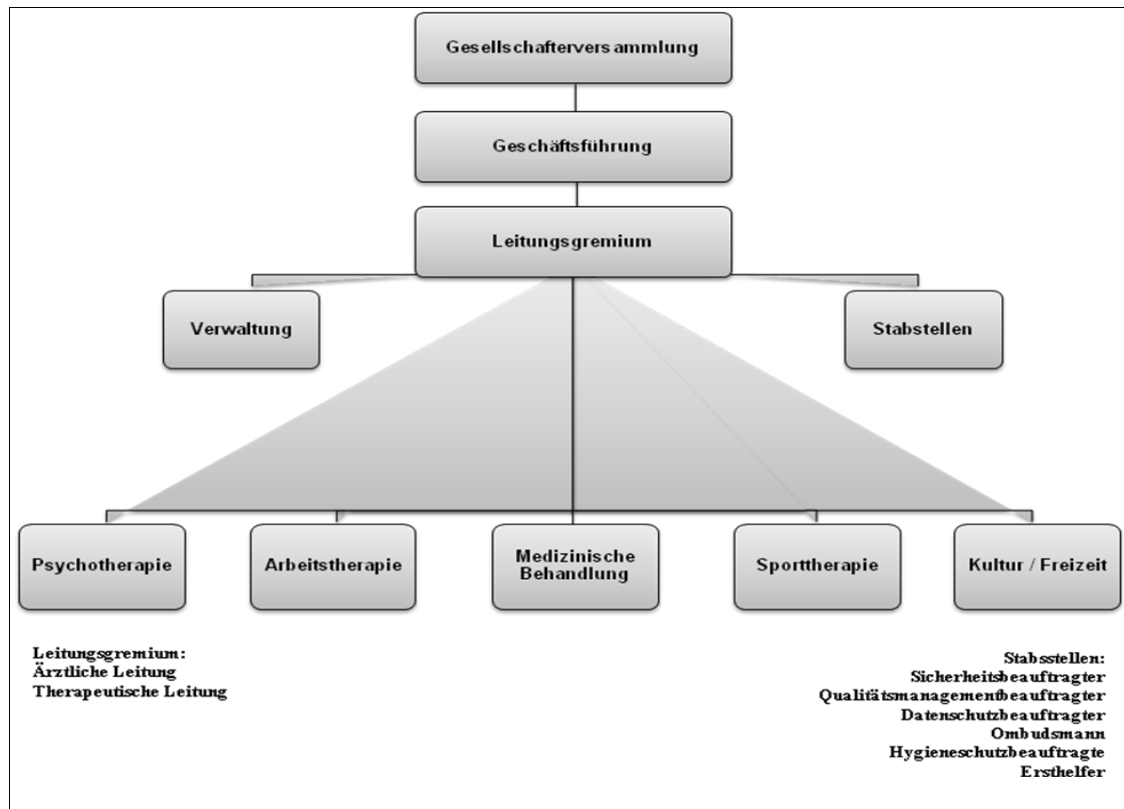 Gesellschafterversammlung
Geschäftsführung
Leitungsgremium
Verwaltung
Stabstellen
Psychotherapie
Arbeitstherapie
Medizinische
Behandlung
Sporttherapie
Kultur / Freizeit
Leitungsgremium:
Ärztliche Leitung
Therapeutische Leitung
Stabsstellen:
Sicherheitsbeauftragter
Qualitätsmanagementbeauftragter
Datenschutzbeauftragter
Ombudsmann
Hygieneschutzbeauftragte
Ersthelfer